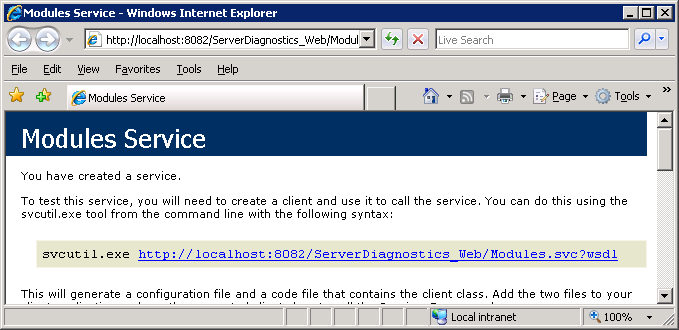 Modules Service - Windows Internet Explorer
http://localhost:8082/ServerDiagnostics_Web/Modul
Live Search
File Edit View Favorites Tools Help
Modules Service
Page Tools
Modules Service
You have created a service.
To test this service, you will need to create a client and use it to call the service. You can do this using the
svcutil.exe tool from the command line with the following syntax:
svcutil.exe http://localhost:8082/ServerDiagnostics_Web/Modules.svc?wsdl
This will generate a configuration file and a code file that contains the client class. Add the two files to your
Local intranet 100%